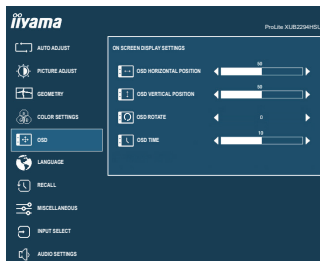 iiyama
ProLite XUB2294HSU
AUTO ADJUST
ON SCREEN DISPLAY SETTINGS
PICTURE ADJUST
OSD HORIZONTAL POSITION
50
GEOMETRY
OSD VERTICAL POSITION
50
COLOR SETTINGS
OSD ROTATE
0
OSD
OSD TIME
10
LANGUAGE
RECALL
MISCELLANEOUS
INPUT SELECT
AUDIO SETTINGS